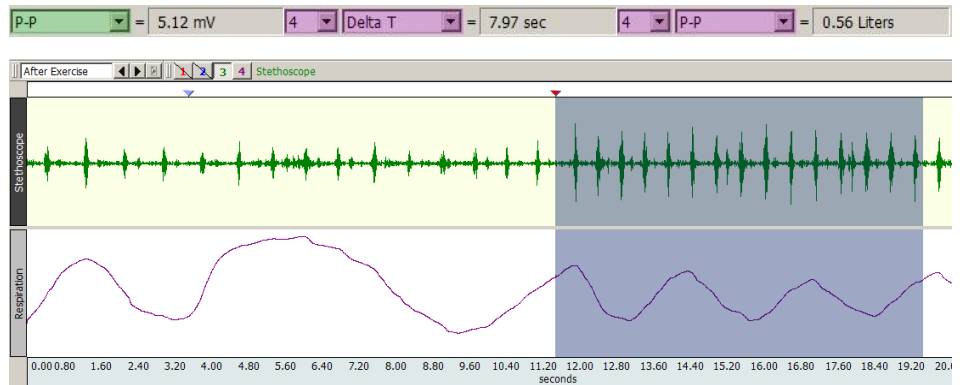 P-P = 5.12 mV 4 Delta T = 7.97 sec 4 P-P = 0.56 Liters
After Exercise 1 2 3 4 Stethoscope
Stethoscope
Respiration
0.00 0.80 1.60 2.40 3.20 4.00 4.80 5.60 6.40 7.20 8.00 8.80 9.60 10.40 11.20 12.00 12.80 13.60 14.40 15.20 16.00 16.80 17.60 18.40 19.20
seconds